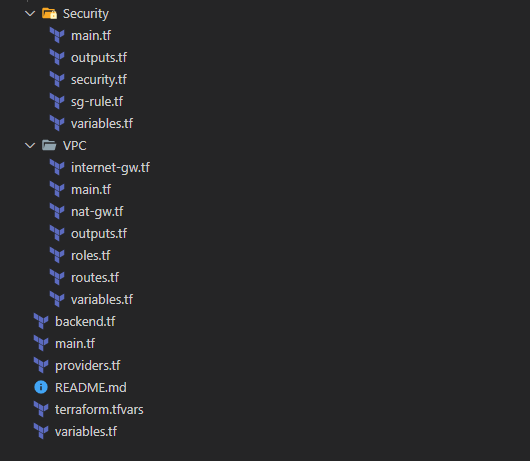 Security
main.tf
outputs.tf
security.tf
sg-rule.tf
variables.tf
VPC
internet-gw.tf
main.tf
nat-gw.tf
outputs.tf
roles.tf
routes.tf
variables.tf
backend.tf
main.tf
providers.tf
README.md
terraform.tfvars
variables.tf